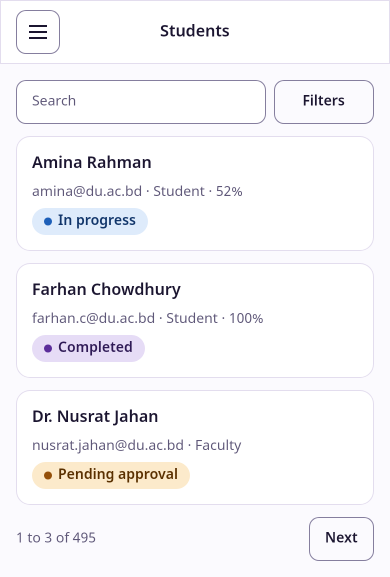 Students
Search
Filters
Amina Rahman
amina@du.ac.bd · Student · 52%
In progress
Farhan Chowdhury
farhan.c@du.ac.bd · Student · 100%
Completed
Dr. Nusrat Jahan
nusrat.jahan@du.ac.bd · Faculty
Pending approval
1 to 3 of 495
Next